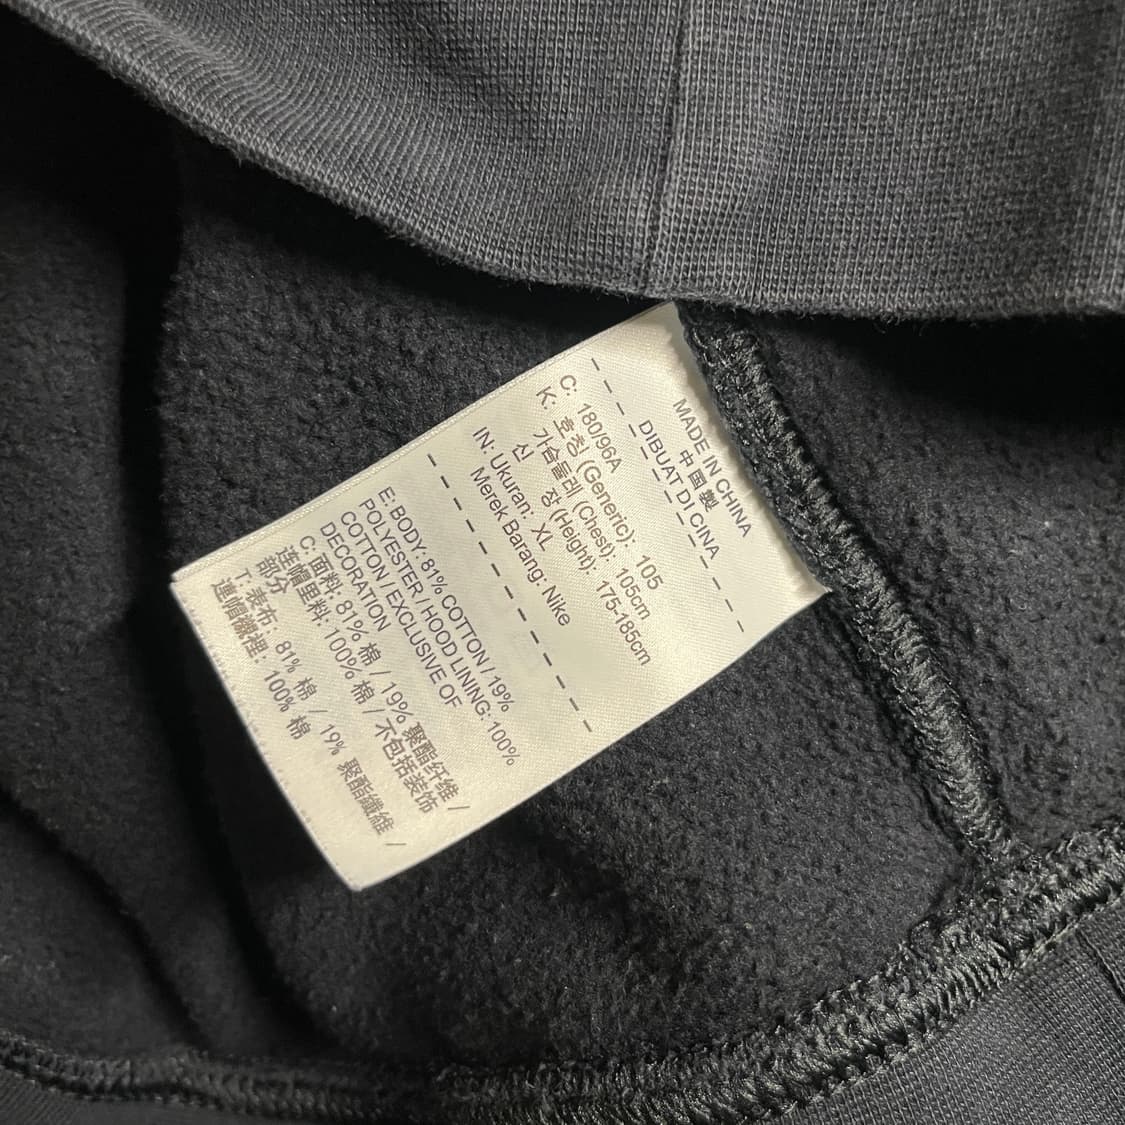 MADE IN CHINA
中国製
DIBUAT DI CINA
C: 180/96A
K: 호칭 (Generic): 105
가슴둘레 (Chest): 105cm
신 장 (Height): 175-185cm
IN: Ukuran: XL
Merek Barang: Nike
E: BODY: 81% COTTON / 19%
POLYESTER / HOOD LINING: 100%
COTTON / EXCLUSIVE OF
DECORATION
C: 面料: 81% 棉 / 19% 聚酯纤维 /
连帽里料: 100% 棉 / 不包括装饰
部分
T: 表布: 81% 棉 / 19% 聚酯纖維 /
連帽襯裡: 100% 棉